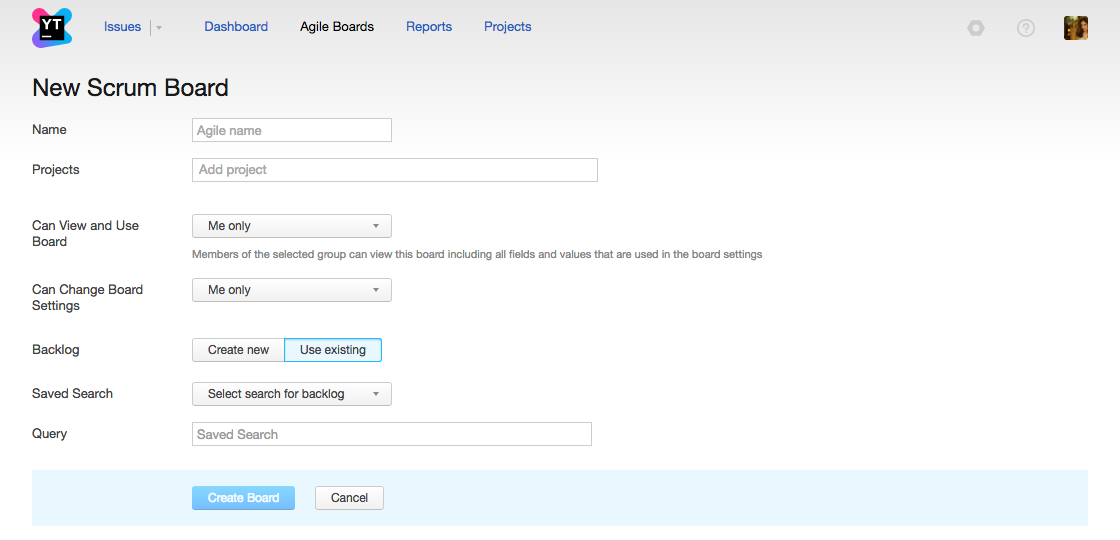 YT
Issues
Dashboard
Agile Boards
Reports
Projects
?
New Scrum Board
Name
Agile name
Projects
Add project
Can View and Use
Board
Me only
Members of the selected group can view this board including all fields and values that are used in the board settings
Can Change Board
Settings
Me only
Backlog
Create new
Use existing
Saved Search
Select search for backlog
Query
Saved Search
Create Board
Cancel